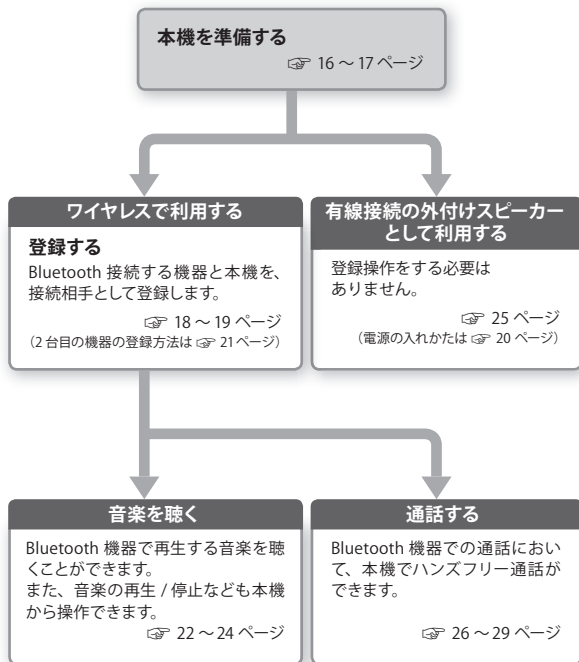 本機を準備する
☞ 16 ～ 17 ページ
ワイヤレスで利用する
登録する
Bluetooth 接続する機器と本機を、
接続相手として登録します。
☞ 18 ～ 19 ページ
（2 台目の機器の登録方法は ☞ 21 ページ）
有線接続の外付けスピーカー
として利用する
登録操作をする必要は
ありません。
☞ 25 ページ
（電源の入れかたは ☞ 20 ページ）
音楽を聴く
Bluetooth 機器で再生する音楽を聴
くことができます。
また、音楽の再生 / 停止なども本機
から操作できます。
☞ 22 ～ 24 ページ
通話する
Bluetooth 機器での通話におい
て、本機でハンズフリー通話が
できます。
☞ 26 ～ 29 ページ